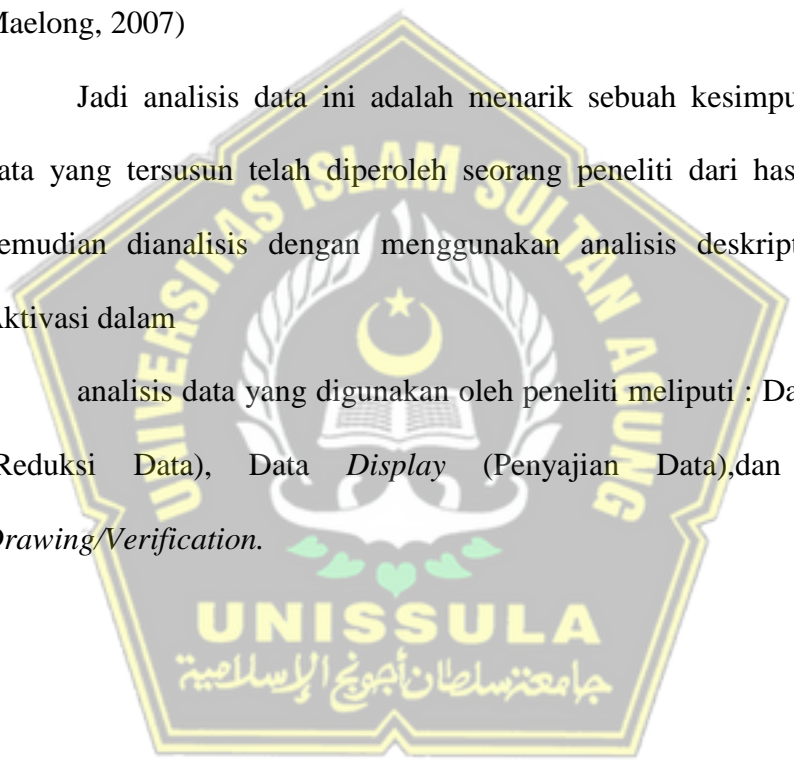 Maelong, 2007)
Jadi analisis data ini adalah menarik sebuah kesimpu
ata yang tersusun telah diperoleh seorang peneliti dari has
emudian dianalisis dengan menggunakan analisis deskript
Aktivasi dalam
analisis data yang digunakan oleh peneliti meliputi : Da
Reduksi Data), Data Display (Penyajian Data),dan
Drawing/Verification.
UNIVERSITAS ISLAM SULTAN AGUNG
UNISSULA
جامعة سلطان أجونج الإسلامية